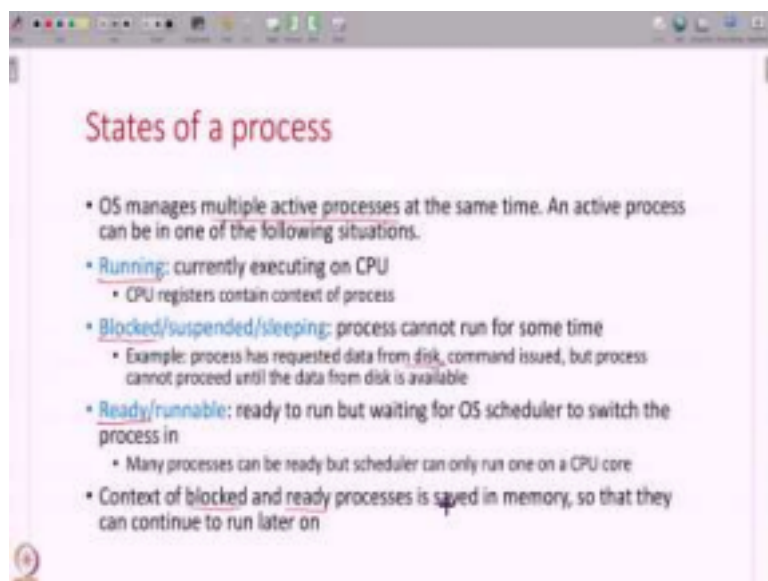 States of a process
• OS manages multiple active processes at the same time. An active process
can be in one of the following situations.
• Running: currently executing on CPU
• CPU registers contain context of process
• Blocked/suspended/sleeping: process cannot run for some time
• Example: process has requested data from disk, command issued, but process
cannot proceed until the data from disk is available
• Ready/runnable: ready to run but waiting for OS scheduler to switch the
process in
• Many processes can be ready but scheduler can only run one on a CPU core
• Context of blocked and ready processes is saved in memory, so that they
can continue to run later on